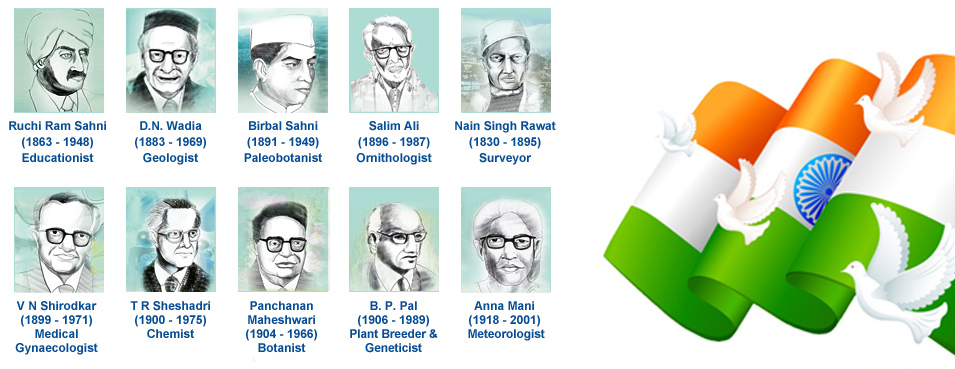 Ruchi Ram Sahni
(1863 - 1948)
Educationist
D.N. Wadia
(1883 - 1969)
Geologist
Birbal Sahni
(1891 - 1949)
Paleobotanist
Salim Ali
(1896 - 1987)
Ornithologist
Nain Singh Rawat
(1830 - 1895)
Surveyor
V N Shirodkar
(1899 - 1971)
Medical
Gynaecologist
T R Sheshadri
(1900 - 1975)
Chemist
Panchanan
Maheshwari
(1904 - 1966)
Botanist
B. P. Pal
(1906 - 1989)
Plant Breeder &
Geneticist
Anna Mani
(1918 - 2001)
Meteorologist